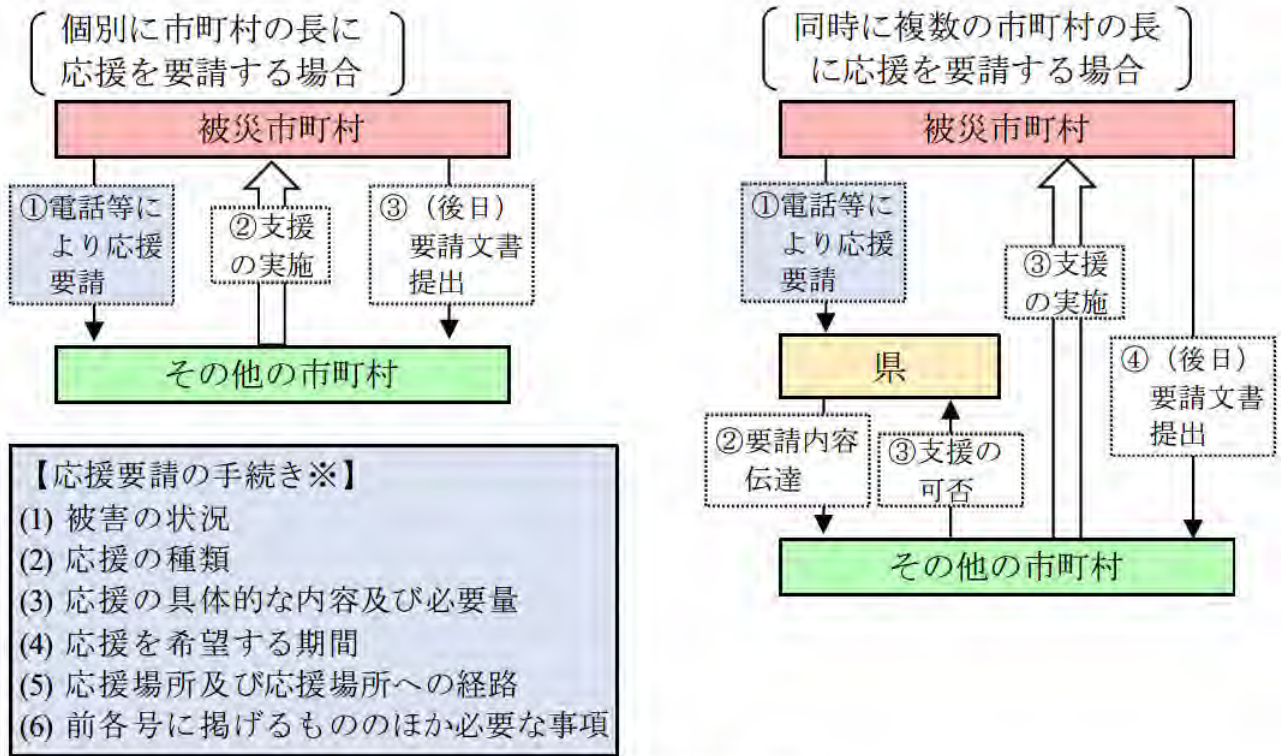 個別に市町村の長に
応援を要請する場合
被災市町村
①電話等に
より応援
要請
②支援
の実施
③（後日）
要請文書
提出
その他の市町村
【応援要請の手続き※】
(1) 被害の状況
(2) 応援の種類
(3) 応援の具体的な内容及び必要量
(4) 応援を希望する期間
(5) 応援場所及び応援場所への経路
(6) 前各号に掲げるもののほか必要な事項
同時に複数の市町村の長
に応援を要請する場合
被災市町村
①電話等に
より応援
要請
県
②要請内容
伝達
③支援の
可否
③支援
の実施
④（後日）
要請文書
提出
その他の市町村